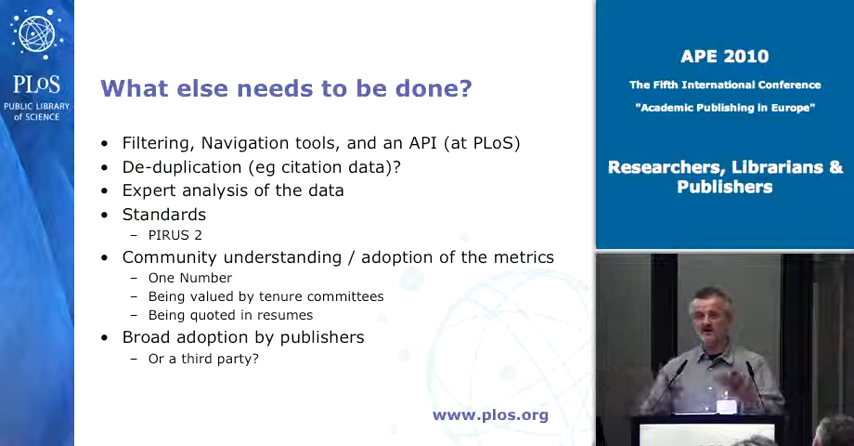 PLoS
PUBLIC LIBRARY
of SCIENCE
What else needs to be done?
• Filtering, Navigation tools, and an API (at PLoS)
• De-duplication (eg citation data)?
• Expert analysis of the data
• Standards
– PIRUS 2
• Community understanding / adoption of the metrics
– One Number
– Being valued by tenure committees
– Being quoted in resumes
• Broad adoption by publishers
– Or a third party?
www.plos.org
APE 2010
The Fifth International Conference
"Academic Publishing in Europe"
Researchers, Librarians &
Publishers